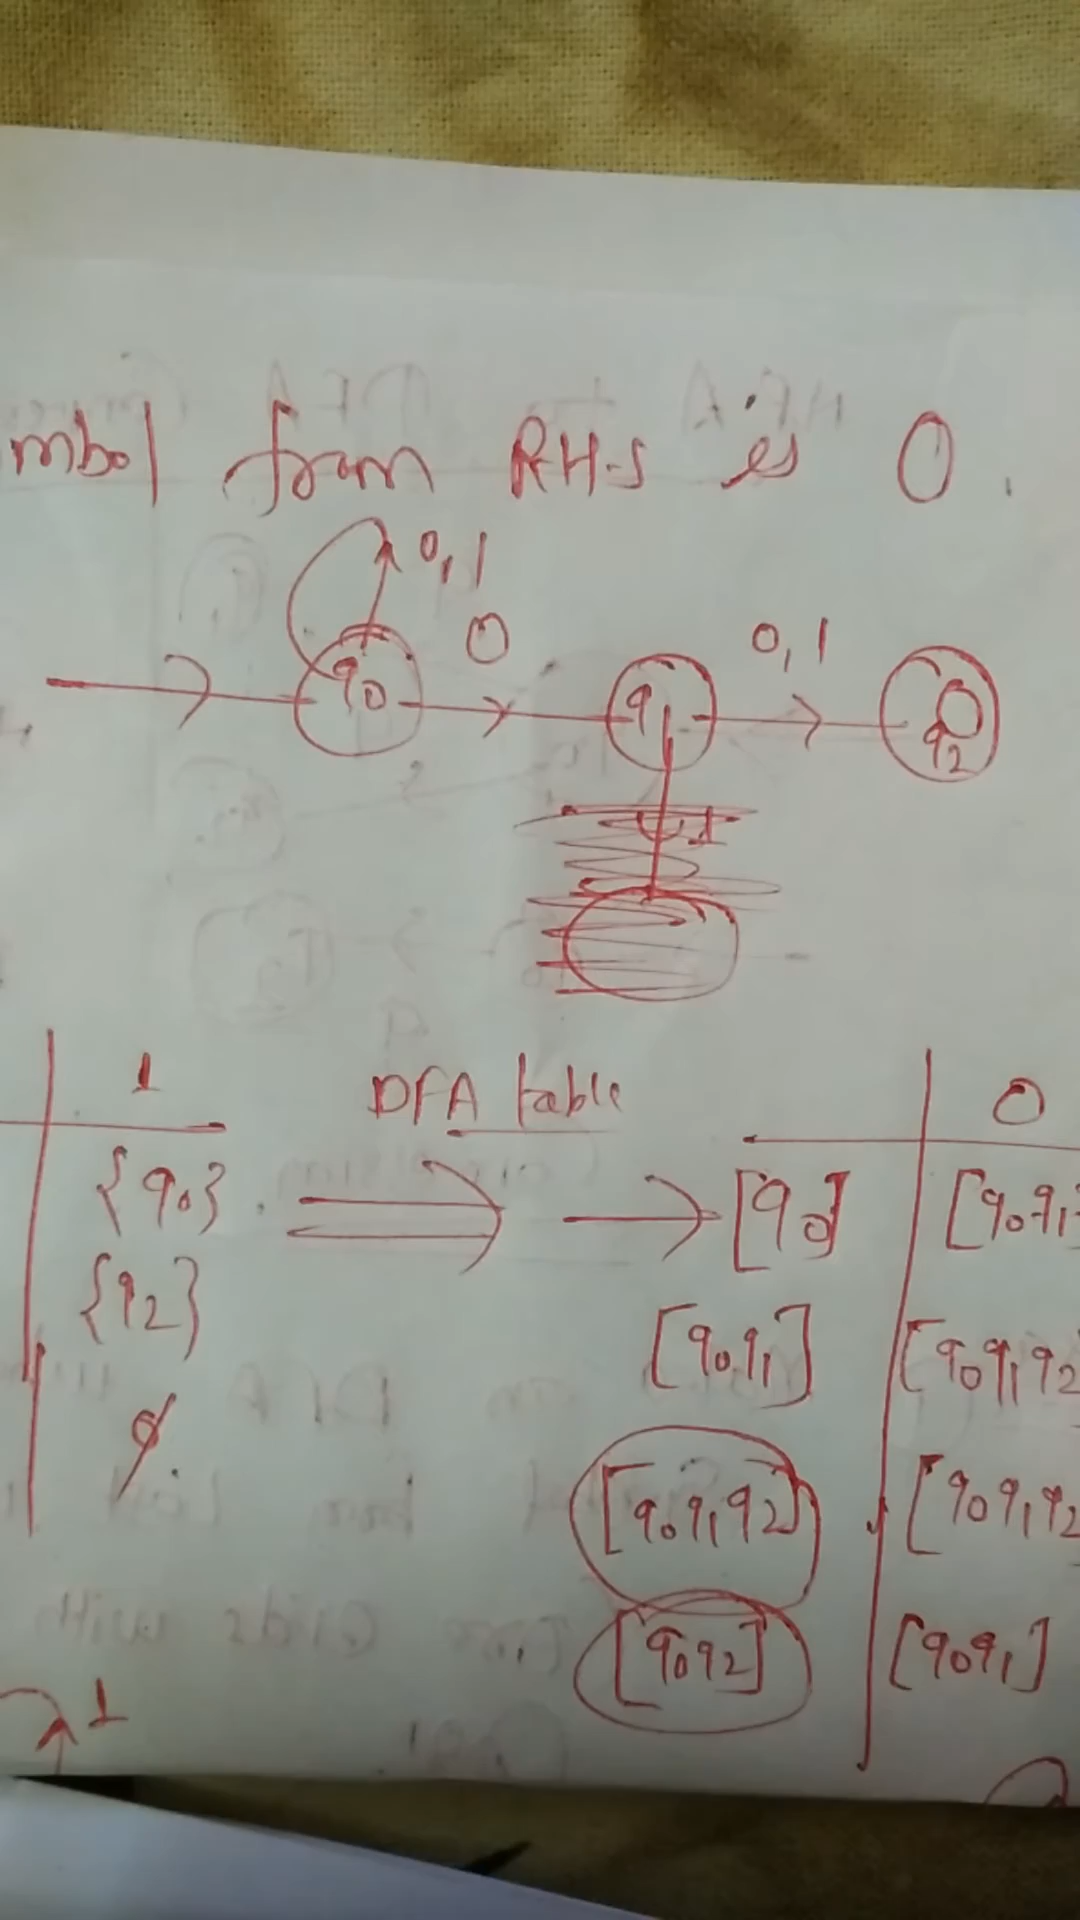 mbol from RH.S is 0.
0,1
0
0,1
q0
q1
q2
1
DFA table
0
{q0}
[q0]
[q0q1
{q2}
[q0q1]
[q0q1q2
φ
[q0q1q2]
[q0q1q2
[q0q2]
[q0q1]
1